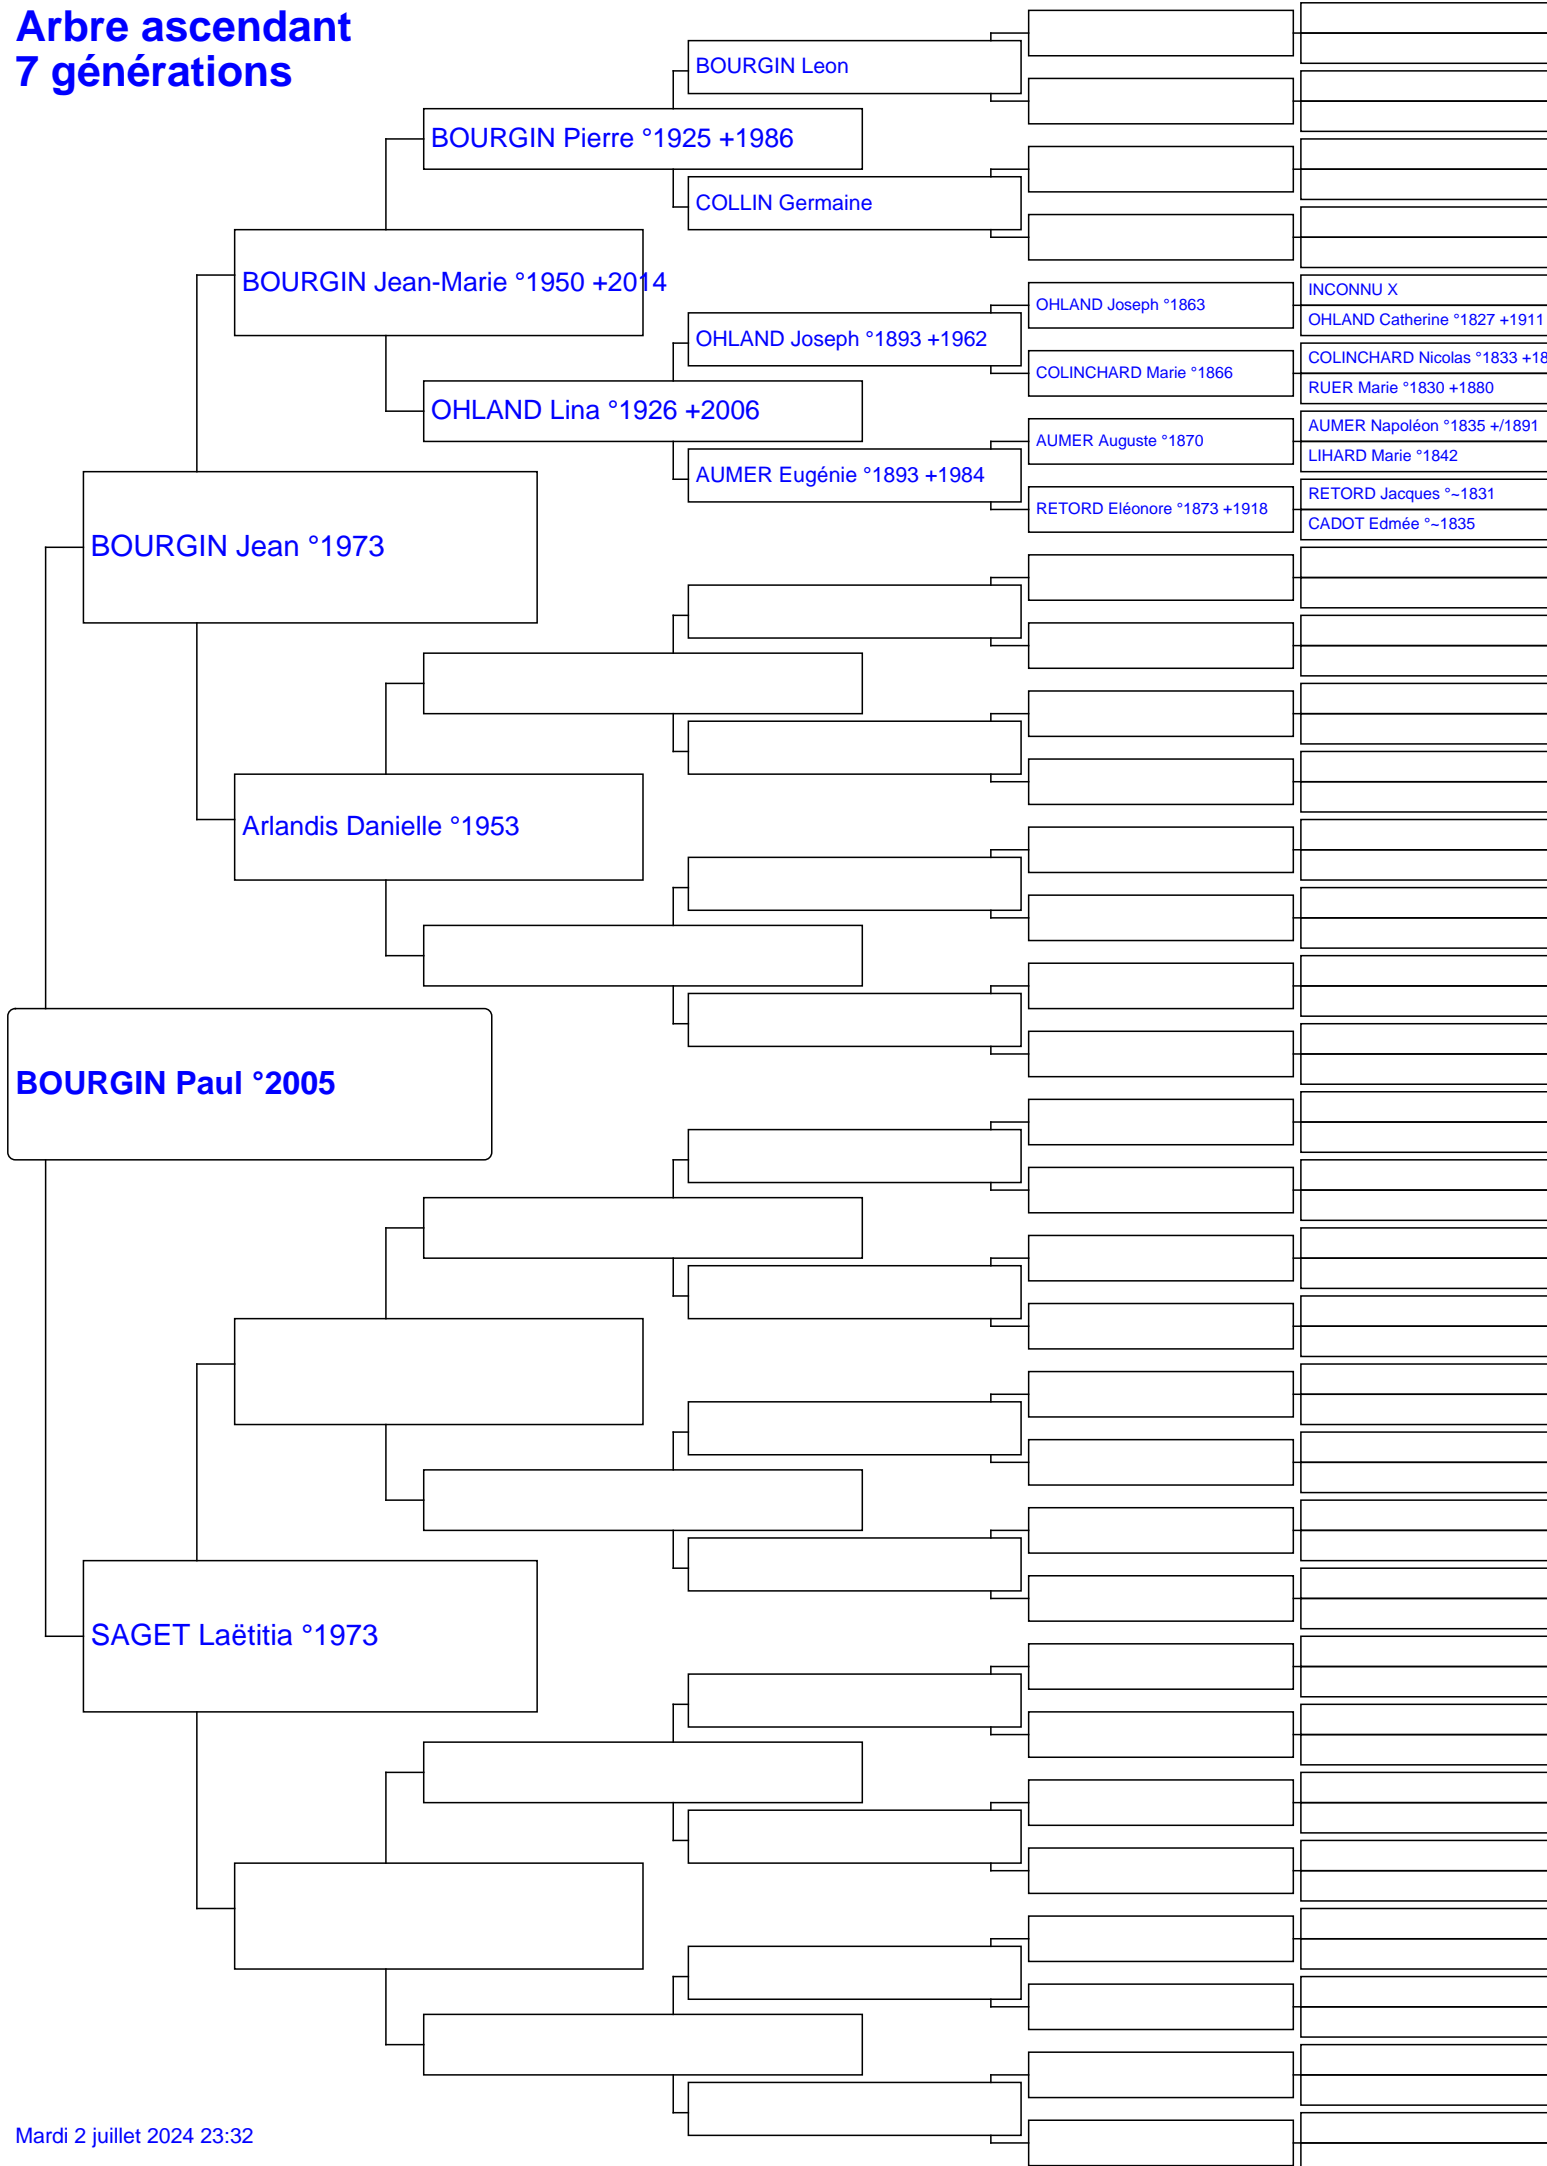 Arbre ascendant
7 générations
BOURGIN Leon
BOURGIN Pierre °1925 +1986
COLLIN Germaine
BOURGIN Jean-Marie °1950 +2014
INCONNU X
OHLAND Joseph °1863
OHLAND Catherine °1827 +1911
OHLAND Joseph °1893 +1962
COLINCHARD Nicolas °1833 +18
COLINCHARD Marie °1866
RUER Marie °1830 +1880
OHLAND Lina °1926 +2006
AUMER Napoléon °1835 +/1891
AUMER Auguste °1870
LIHARD Marie °1842
AUMER Eugénie °1893 +1984
RETORD Jacques °~1831
RETORD Eléonore °1873 +1918
CADOT Edmée °~1835
BOURGIN Jean °1973
Arlandis Danielle °1953
BOURGIN Paul °2005
SAGET Laëtitia °1973
Mardi 2 juillet 2024 23:32